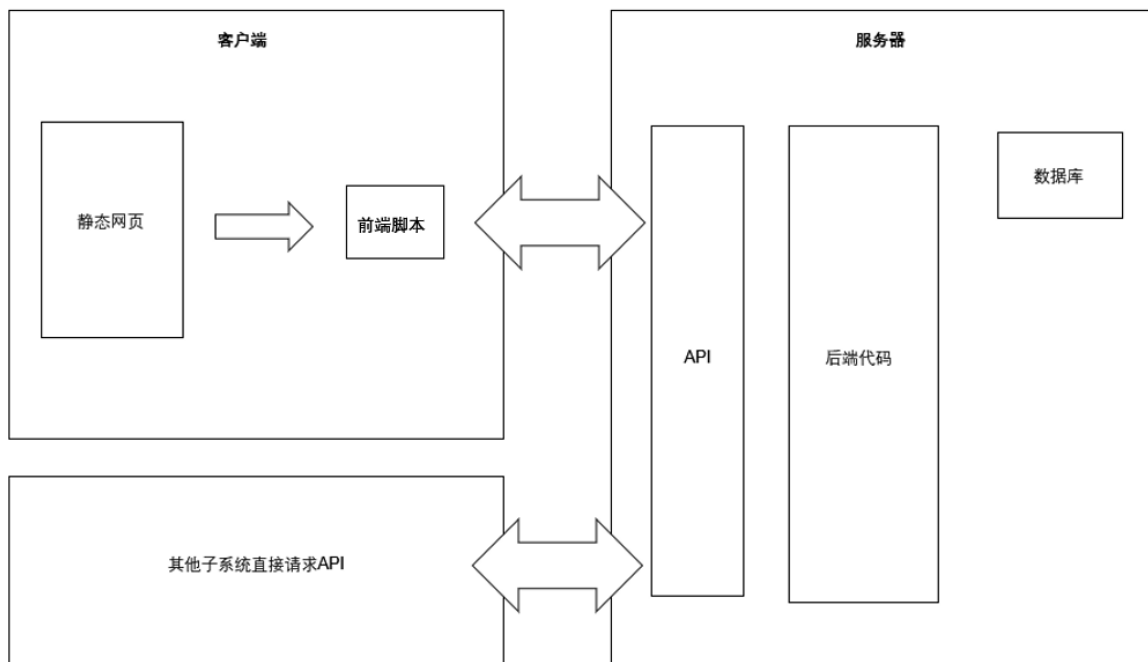 客户端
静态网页
前端脚本
其他子系统直接请求API
服务器
API
后端代码
数据库